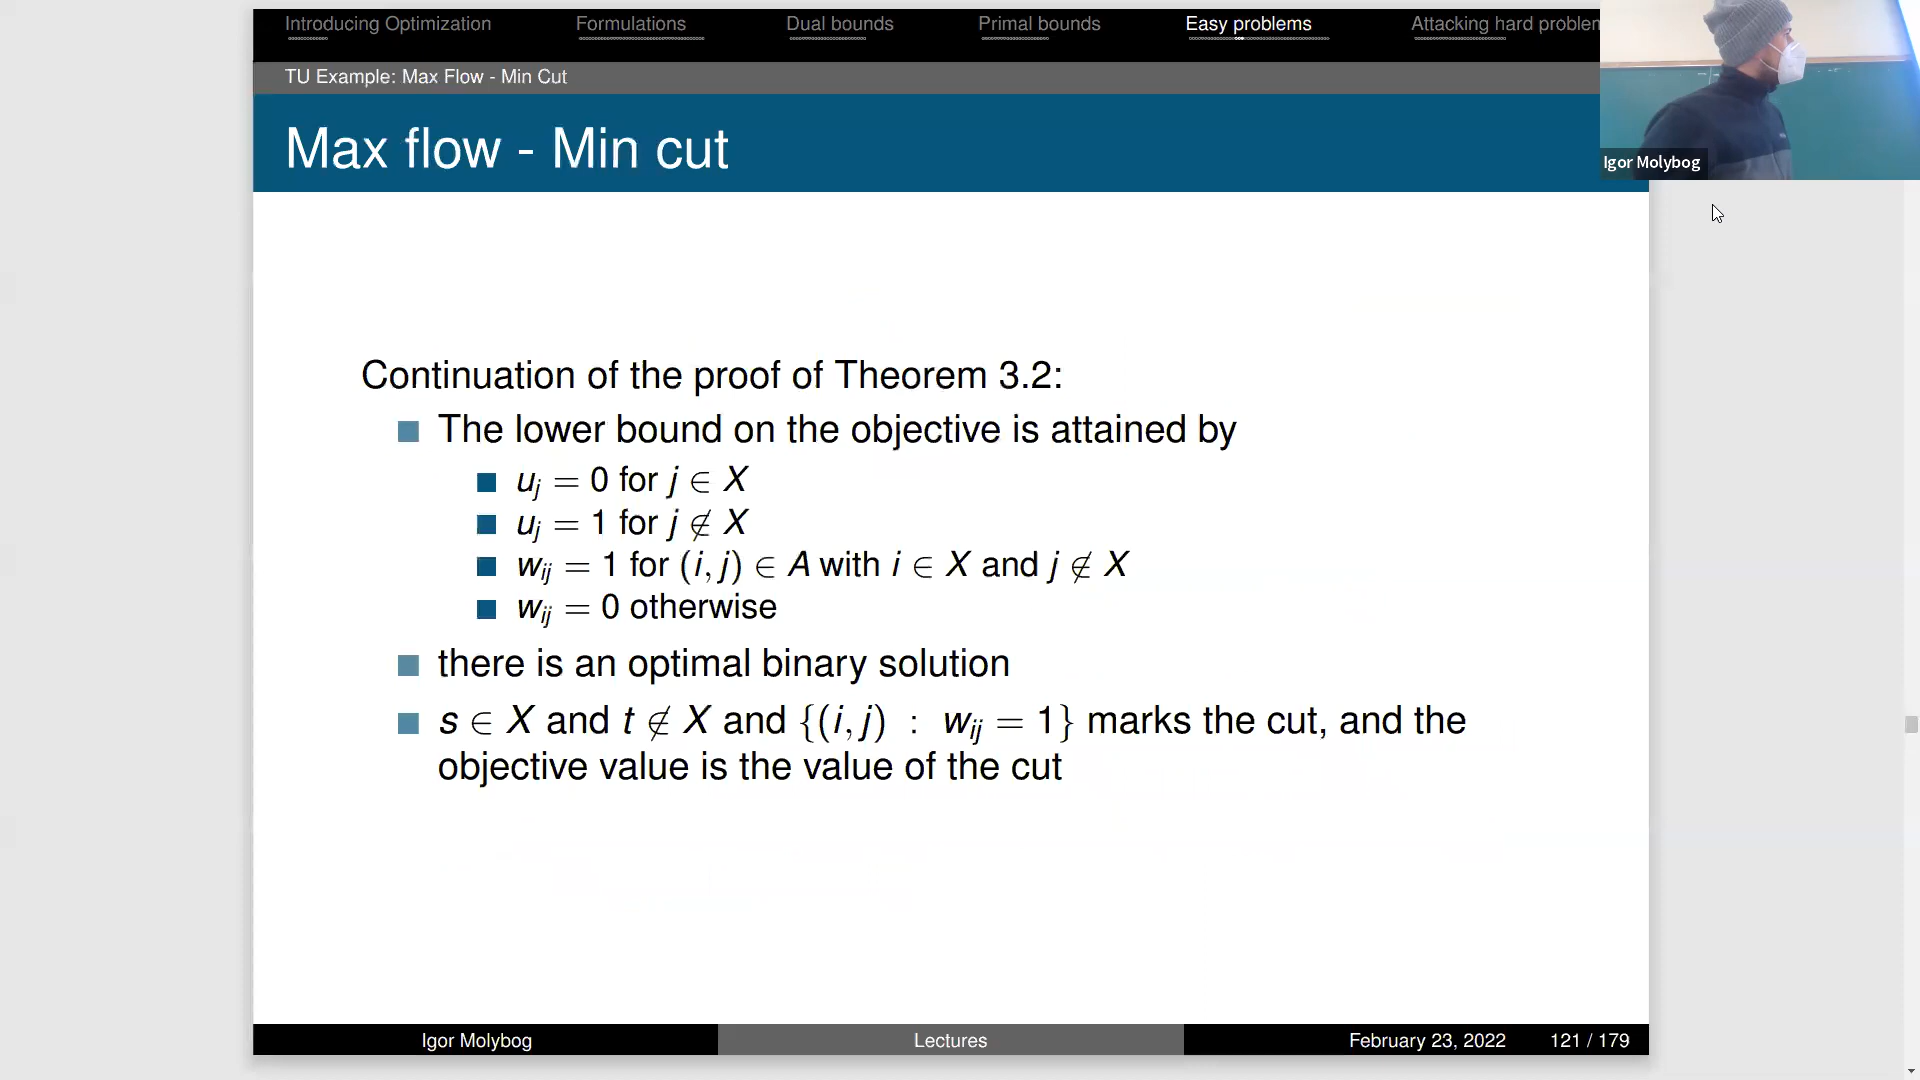 Introducing Optimization Formulations Dual bounds Primal bounds Easy problems Attacking hard problen
TU Example: Max Flow - Min Cut
Max flow - Min cut
Igor Molybog
Continuation of the proof of Theorem 3.2:
The lower bound on the objective is attained by
u_j = 0 for j ∈ X
u_j = 1 for j ∉ X
w_ij = 1 for (i, j) ∈ A with i ∈ X and j ∉ X
w_ij = 0 otherwise
there is an optimal binary solution
s ∈ X and t ∉ X and {(i, j) : w_ij = 1} marks the cut, and the
objective value is the value of the cut
Igor Molybog Lectures February 23, 2022 121 / 179